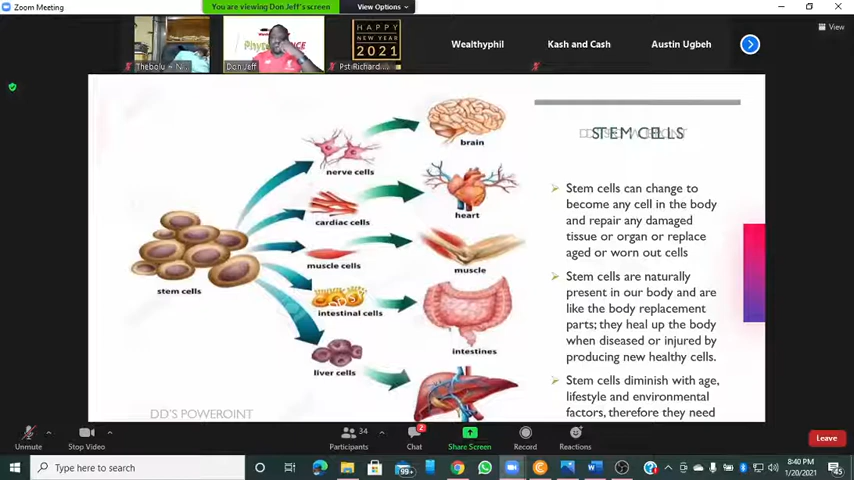 Zoom Meeting
You are viewing Don Jeff's screen
View Options
View
HAPPY
NEW YEAR
2021
Thebolu
Don Jeff
Pst Richard...
Wealthyphil
Kash and Cash
Austin Ugbeh
STEM CELLS
brain
nerve cells
heart
cardiac cells
muscle
muscle cells
stem cells
intestinal cells
intestines
liver cells
Stem cells can change to
become any cell in the body
and repair any damaged
tissue or organ or replace
aged or worn out cells
Stem cells are naturally
present in our body and are
like the body replacement
parts; they heal up the body
when diseased or injured by
producing new healthy cells.
Stem cells diminish with age,
lifestyle and environmental
factors, therefore they need
DD'S POWEROINT
Unmute
Stop Video
34
Participants
2
Chat
Share Screen
Record
Reactions
Leave
Type here to search
99+
8:40 PM
1/20/2021
45